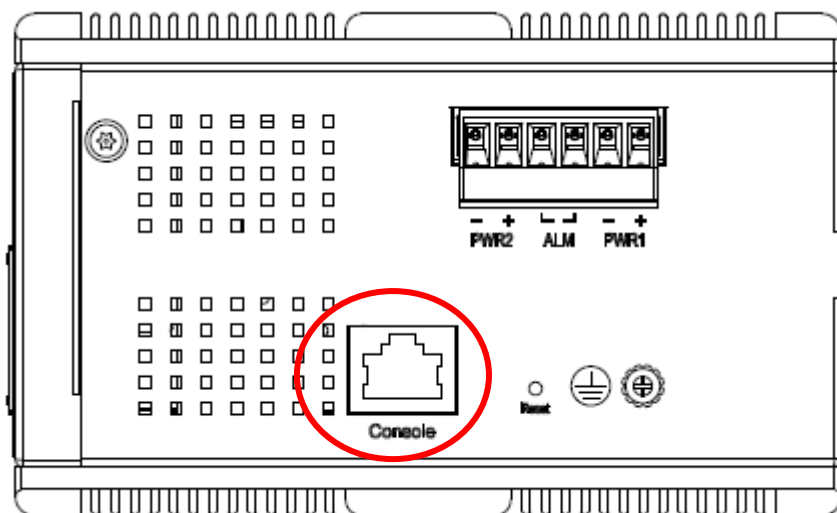 - + - +
PWR2 ALM PWR1
Console
Reset